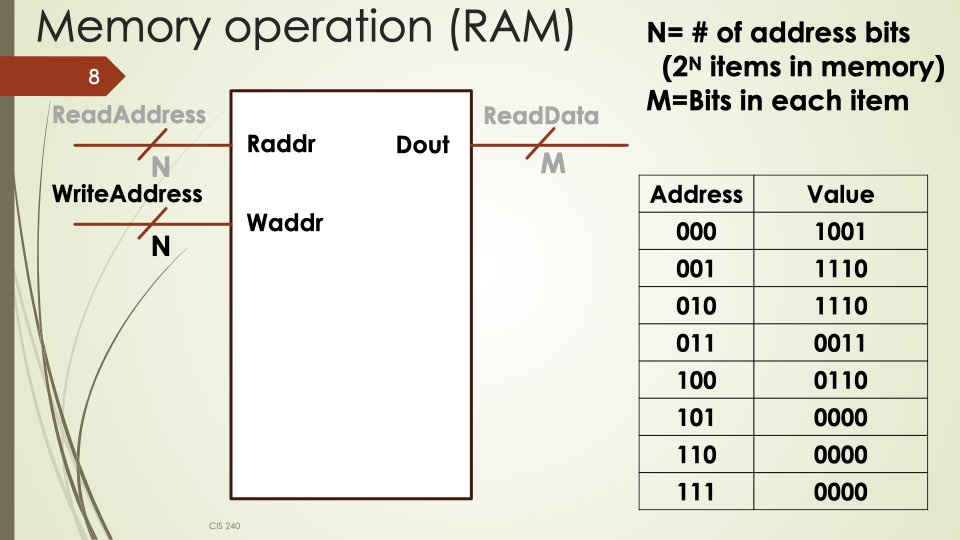 Memory operation (RAM)
8
N= # of address bits
(2ᴺ items in memory)
M=Bits in each item
ReadAddress
N
WriteAddress
N
Raddr
Dout
Waddr
ReadData
M
Address Value
000 1001
001 1110
010 1110
011 0011
100 0110
101 0000
110 0000
111 0000
CIS 240